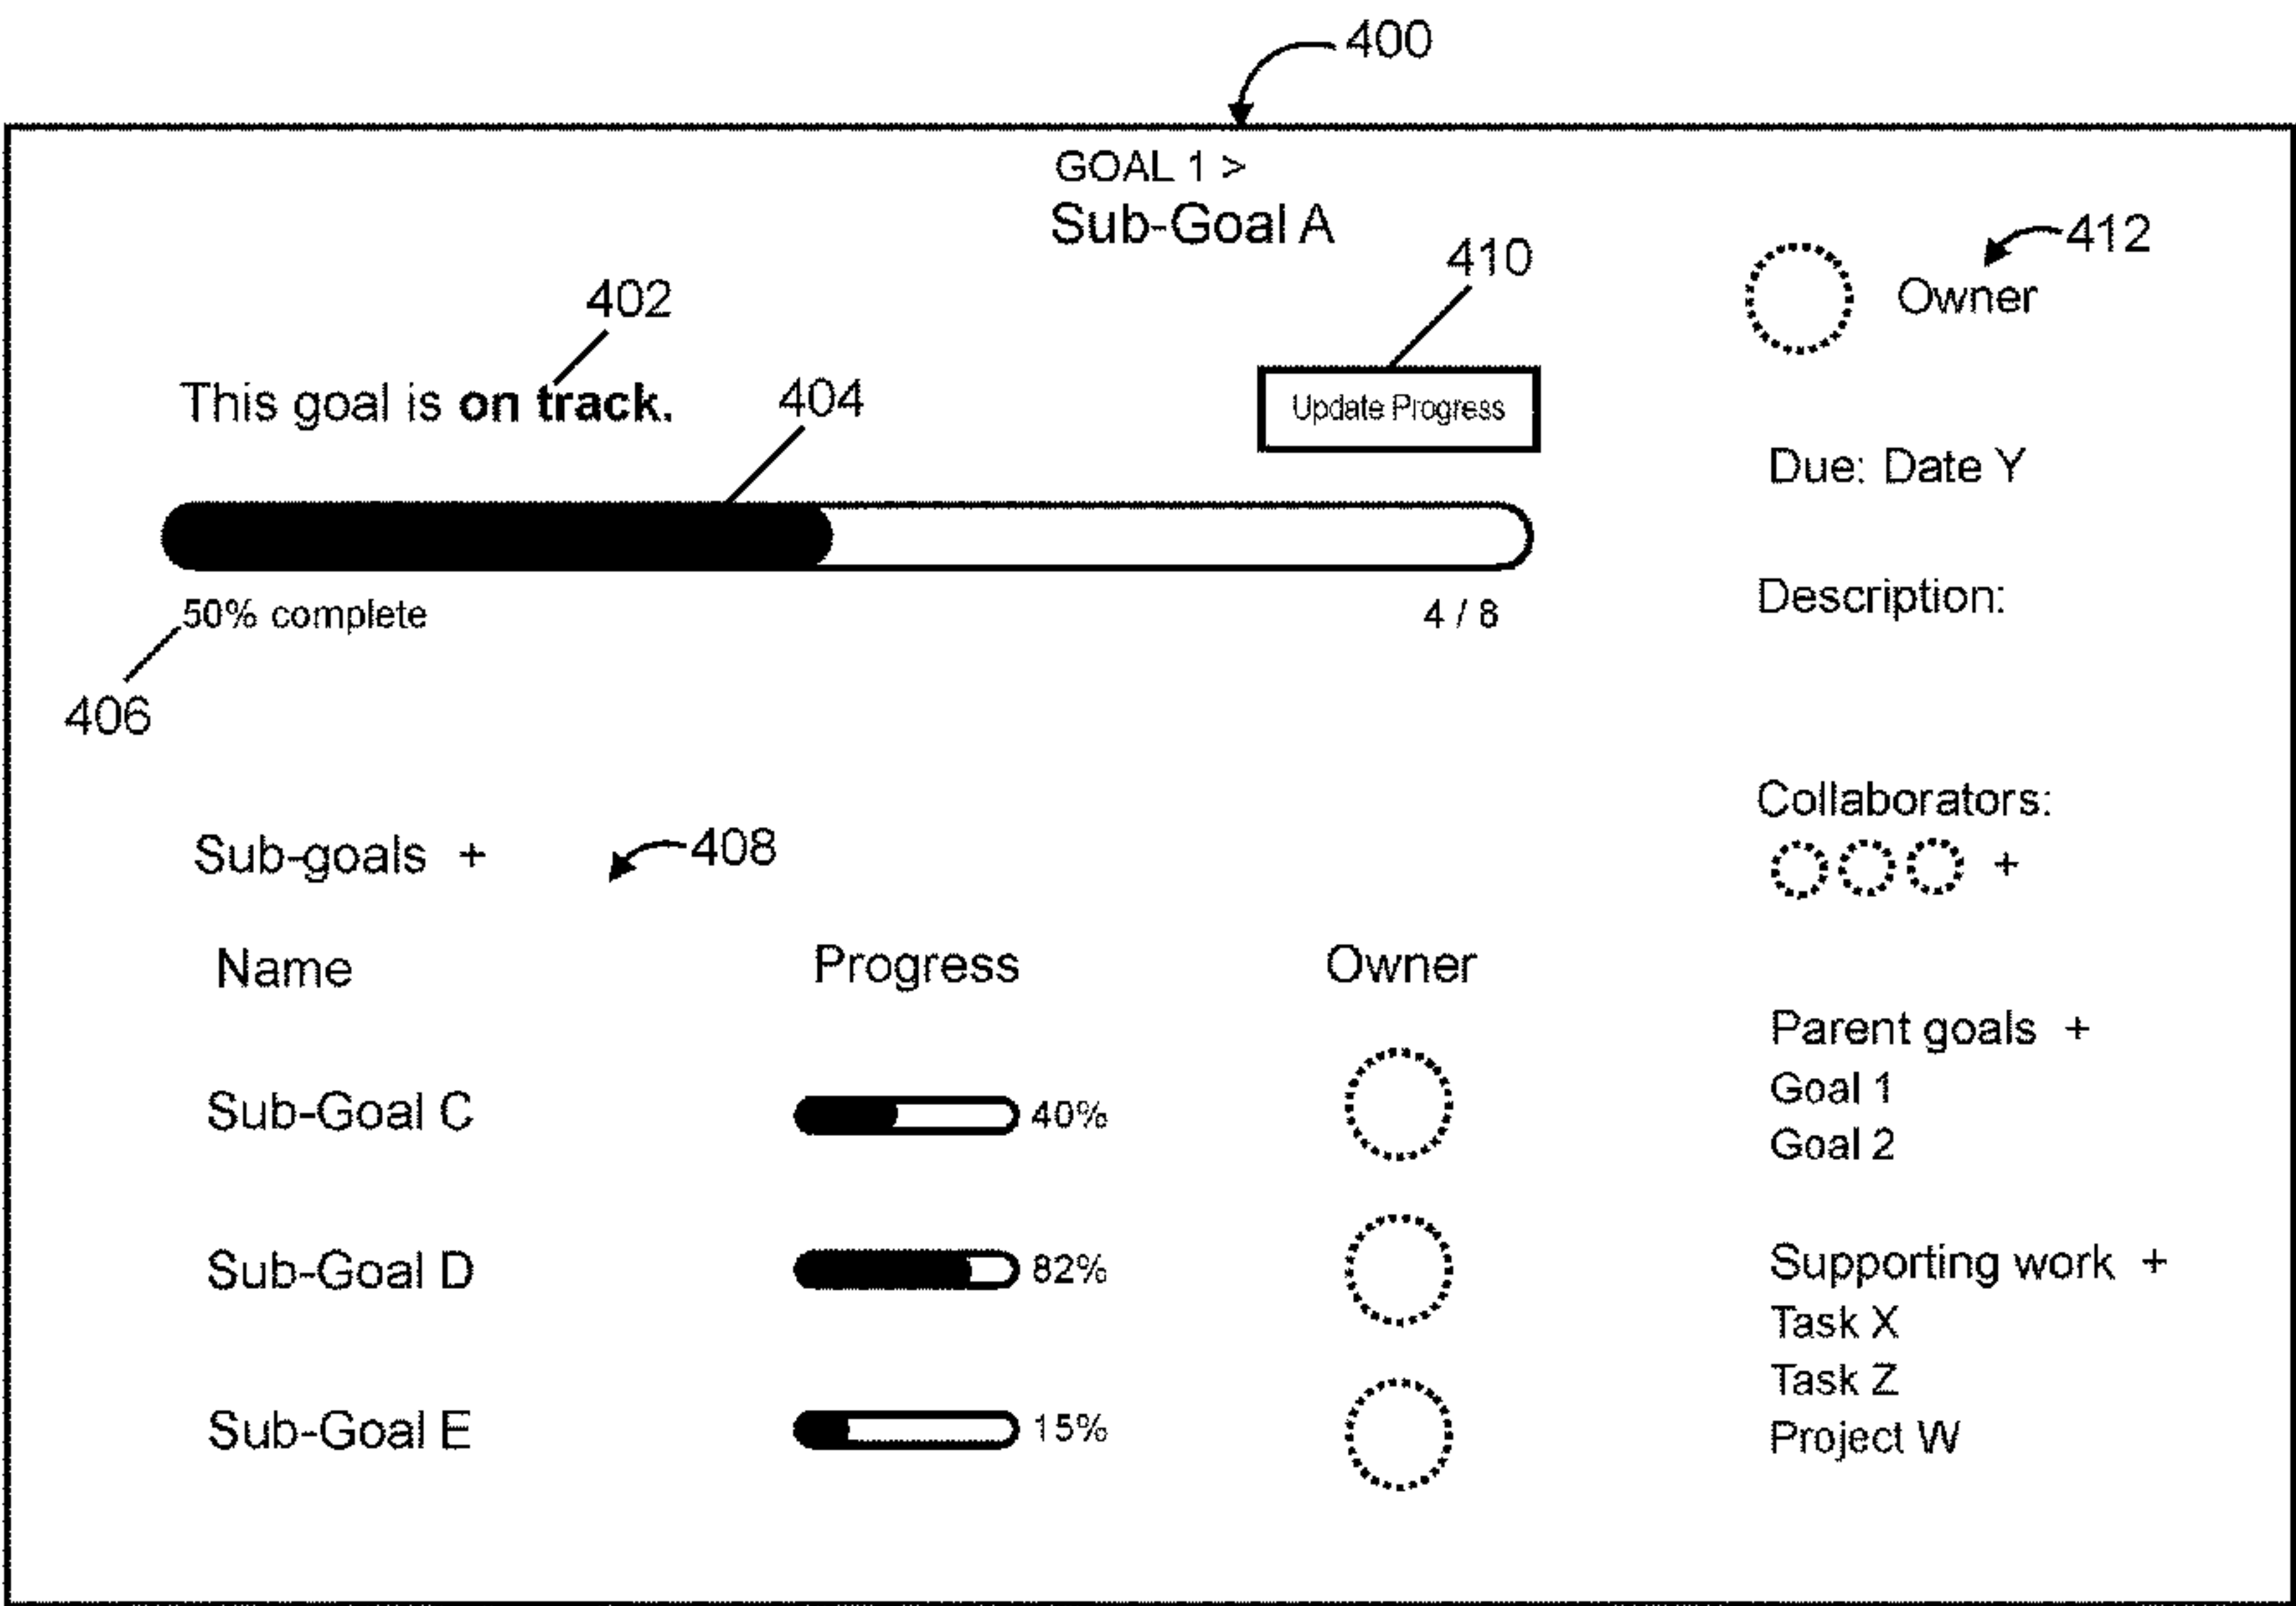 400
GOAL 1 >
Sub-Goal A
412
410
Owner
402
This goal is on track.
404
Update Progress
Due: Date Y
50% complete
4 / 8
Description:
406
Collaborators:
+
Sub-goals +
408
Name Progress Owner
Parent goals +
Goal 1
Goal 2
Sub-Goal C 40%
Sub-Goal D 82%
Sub-Goal E 15%
Supporting work +
Task X
Task Z
Project W